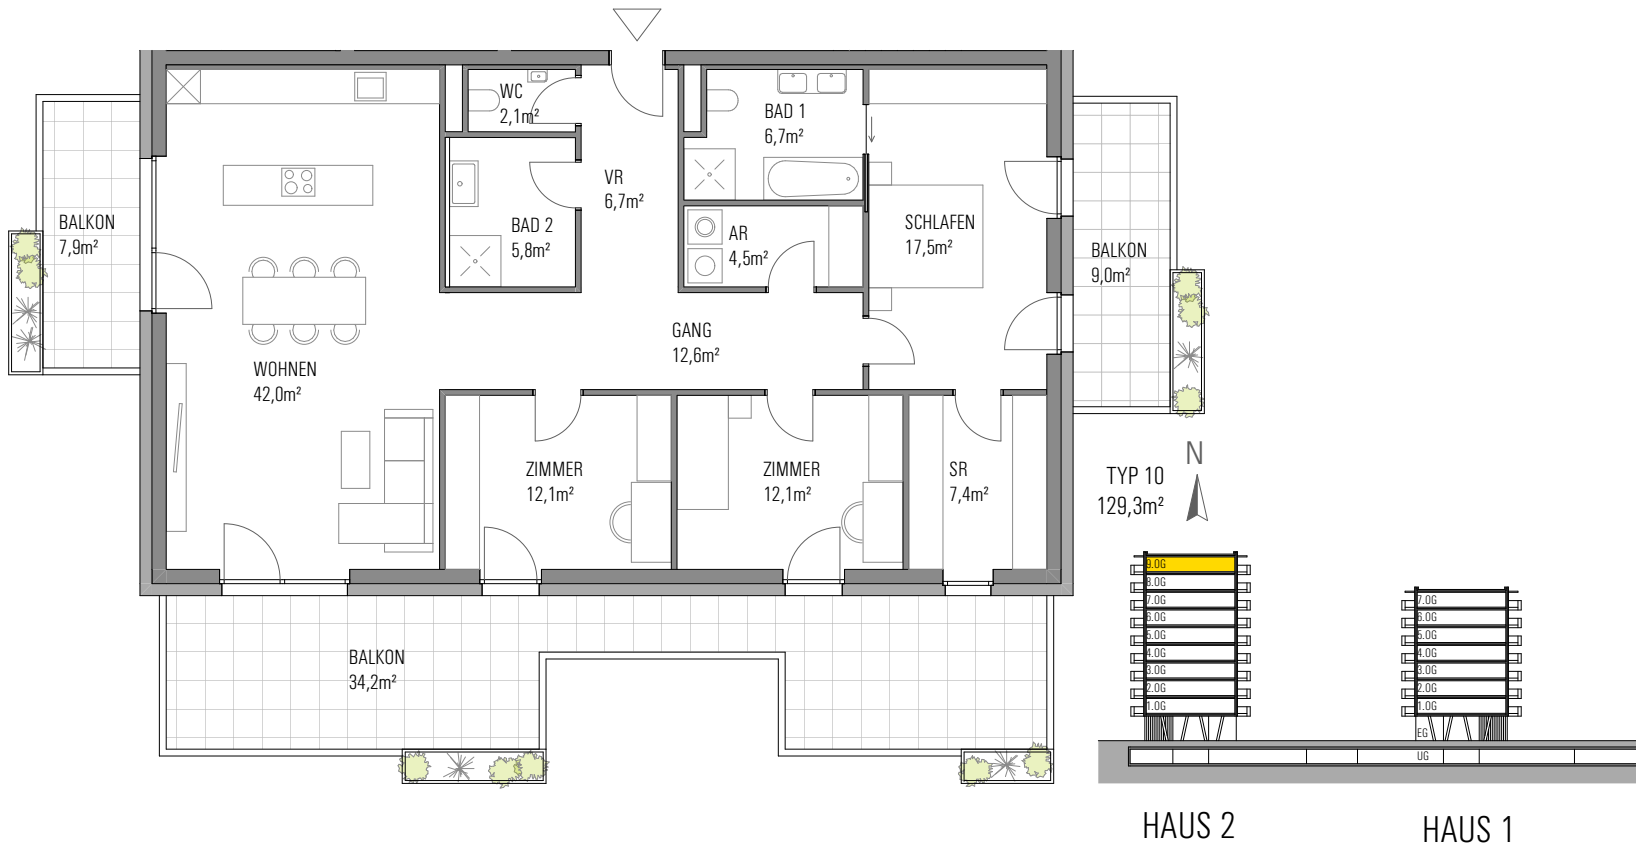 WC
2,1m²
BAD 1
6,7m²
VR
6,7m²
BALKON
7,9m²
BAD 2
5,8m²
AR
4,5m²
SCHLAFEN
17,5m²
BALKON
9,0m²
GANG
12,6m²
WOHNEN
42,0m²
ZIMMER
12,1m²
ZIMMER
12,1m²
SR
7,4m²
N
TYP 10
129,3m²
BALKON
34,2m²
9.OG
8.OG
7.OG
6.OG
5.OG
4.OG
3.OG
2.OG
1.OG
7.OG
6.OG
5.OG
4.OG
3.OG
2.OG
1.OG
EG
UG
HAUS 2
HAUS 1